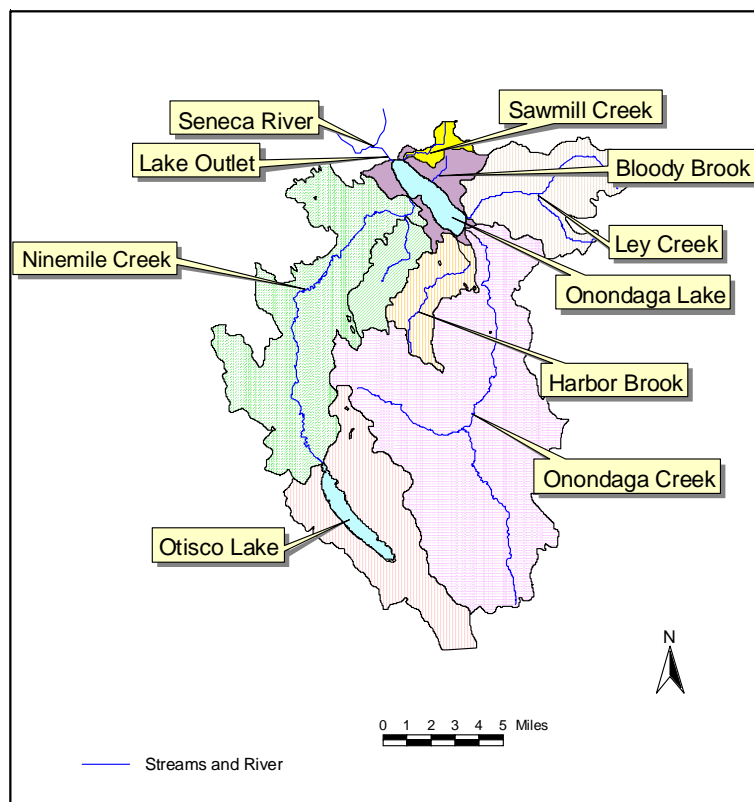 Sawmill Creek
Seneca River
Lake Outlet
Bloody Brook
Ley Creek
Ninemile Creek
Onondaga Lake
Harbor Brook
Onondaga Creek
Otisco Lake
N
0 1 2 3 4 5 Miles
Streams and River